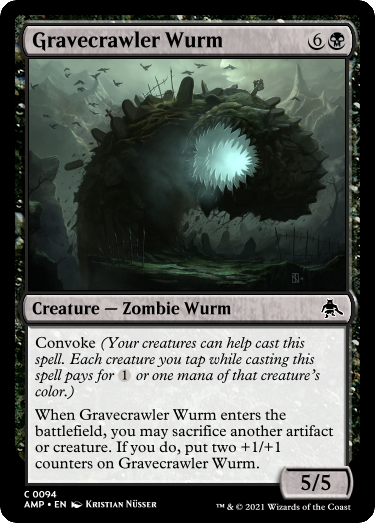 Gravecrawler Wurm 6
Creature — Zombie Wurm
Convoke (Your creatures can help cast this
spell. Each creature you tap while casting this
spell pays for 1 or one mana of that creature's
color.)
When Gravecrawler Wurm enters the
battlefield, you may sacrifice another artifact
or creature. If you do, put two +1/+1
counters on Gravecrawler Wurm.
5/5
C 0094
AMP • EN Kristian Nüsser
™ & © 2021 Wizards of the Coast